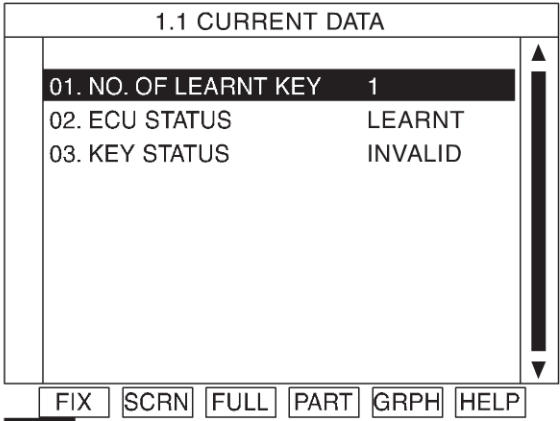 1.1 CURRENT DATA
01. NO. OF LEARNT KEY 1
02. ECU STATUS LEARNT
03. KEY STATUS INVALID
FIX SCRN FULL PART GRPH HELP